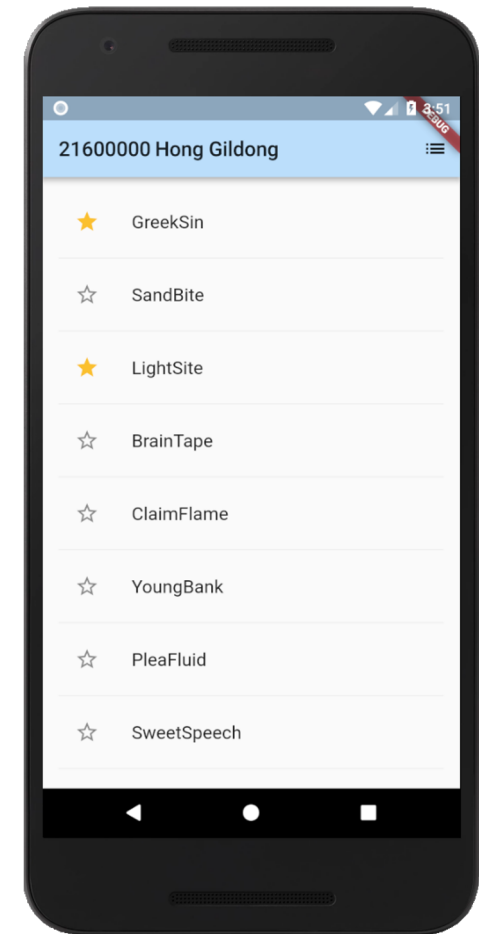 3:51
DEBUG
21600000 Hong Gildong
GreekSin
SandBite
LightSite
BrainTape
ClaimFlame
YoungBank
PleaFluid
SweetSpeech